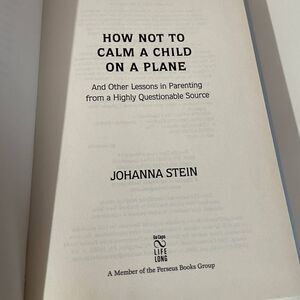 HOW NOT TO
CALM A CHILD
ON A PLANE
And Other Lessons in Parenting
from a Highly Questionable Source
JOHANNA STEIN
Da Capo
LIFE
LONG
A Member of the Perseus Books Group